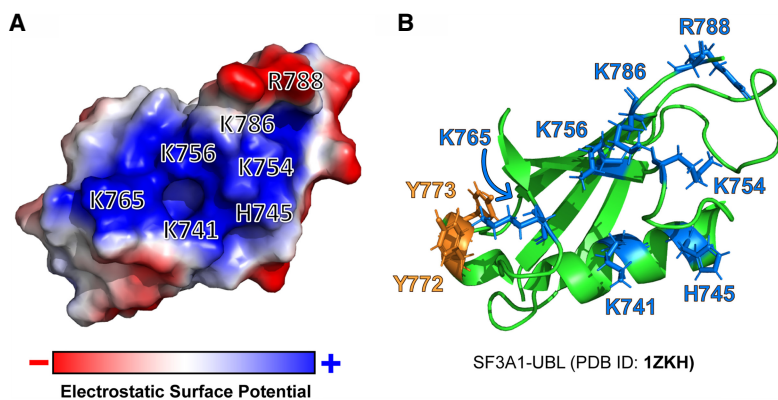 A
R788
K786
K756
K754
K765
H745
K741
− +
Electrostatic Surface Potential
B
R788
K786
K765
K756
Y773
K754
Y772
K741
H745
SF3A1-UBL (PDB ID: 1ZKH)